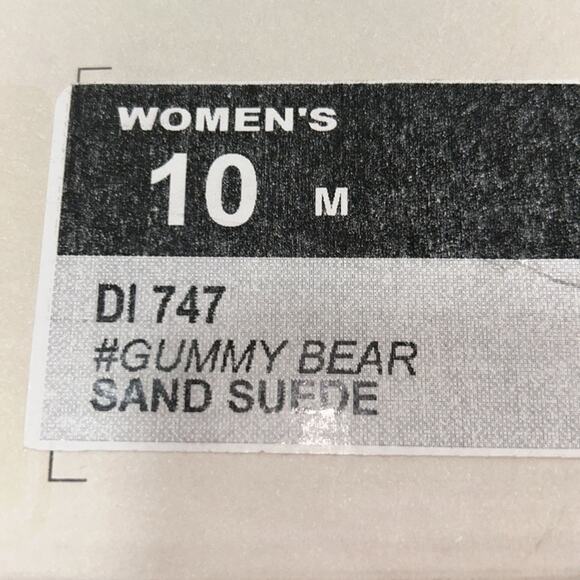 WOMEN'S
10 M
DI 747
#GUMMY BEAR
SAND SUEDE